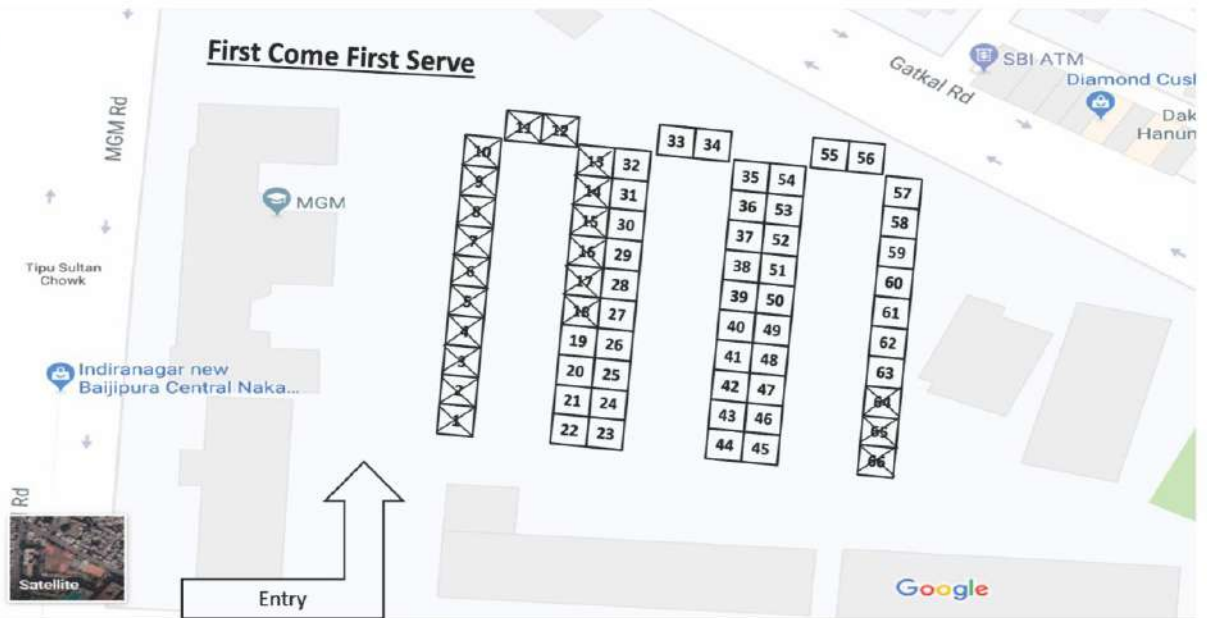 First Come First Serve
MGM Rd
Gatkal Rd
SBI ATM
Diamond Cusl
Dak
Hanun
MGM
Tipu Sultan
Chowk
Indiranagar new
Baijipura Central Naka...
Rd
Satellite
Entry
Google
11 12
33 34
55 56
10
9
8
7
6
5
4
3
2
1
13 32
14 31
15 30
16 29
17 28
18 27
19 26
20 25
21 24
22 23
35 54
36 53
37 52
38 51
39 50
40 49
41 48
42 47
43 46
44 45
57
58
59
60
61
62
63
64
65
66